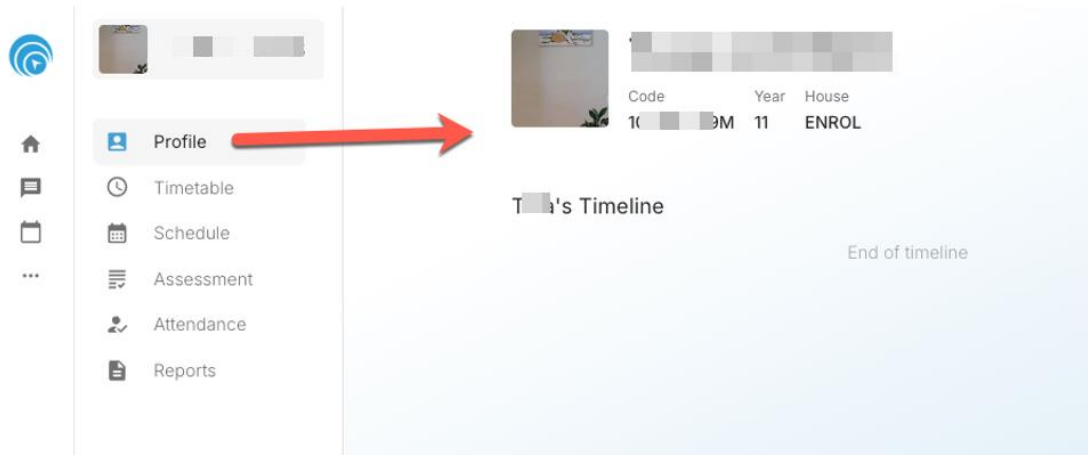 Profile
Timetable
Schedule
Assessment
Attendance
Reports
Code Year House
11 ENROL
Timeline
End of timeline